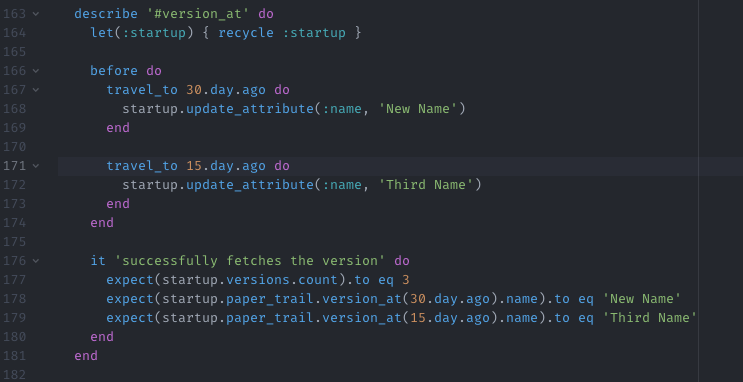 163 describe '#version_at' do
164 let(:startup) { recycle :startup }
165
166 before do
167 travel_to 30.day.ago do
168 startup.update_attribute(:name, 'New Name')
169 end
170
171 travel_to 15.day.ago do
172 startup.update_attribute(:name, 'Third Name')
173 end
174 end
175
176 it 'successfully fetches the version' do
177 expect(startup.versions.count).to eq 3
178 expect(startup.paper_trail.version_at(30.day.ago).name).to eq 'New Name'
179 expect(startup.paper_trail.version_at(15.day.ago).name).to eq 'Third Name'
180 end
181 end
182